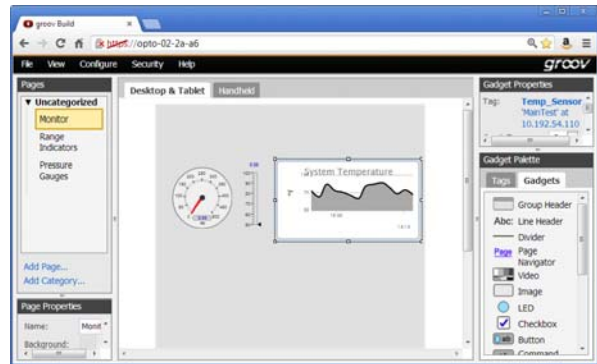 groov Build
https://opto-02-2a-a6
File View Configure Security Help
groov
Pages
Uncategorized
Monitor
Range
Indicators
Pressure
Gauges
Add Page...
Add Category...
Page Properties
Name: Monit
Background:
Desktop & Tablet Handheld
System Temperature
Gadget Properties
Tag: Temp_Sensor
'MainTest' at
10.192.54.110
Gadget Palette
Tags Gadgets
Group Header
Abc: Line Header
Divider
Page Page
Navigator
Video
Image
LED
Checkbox
Button
Command